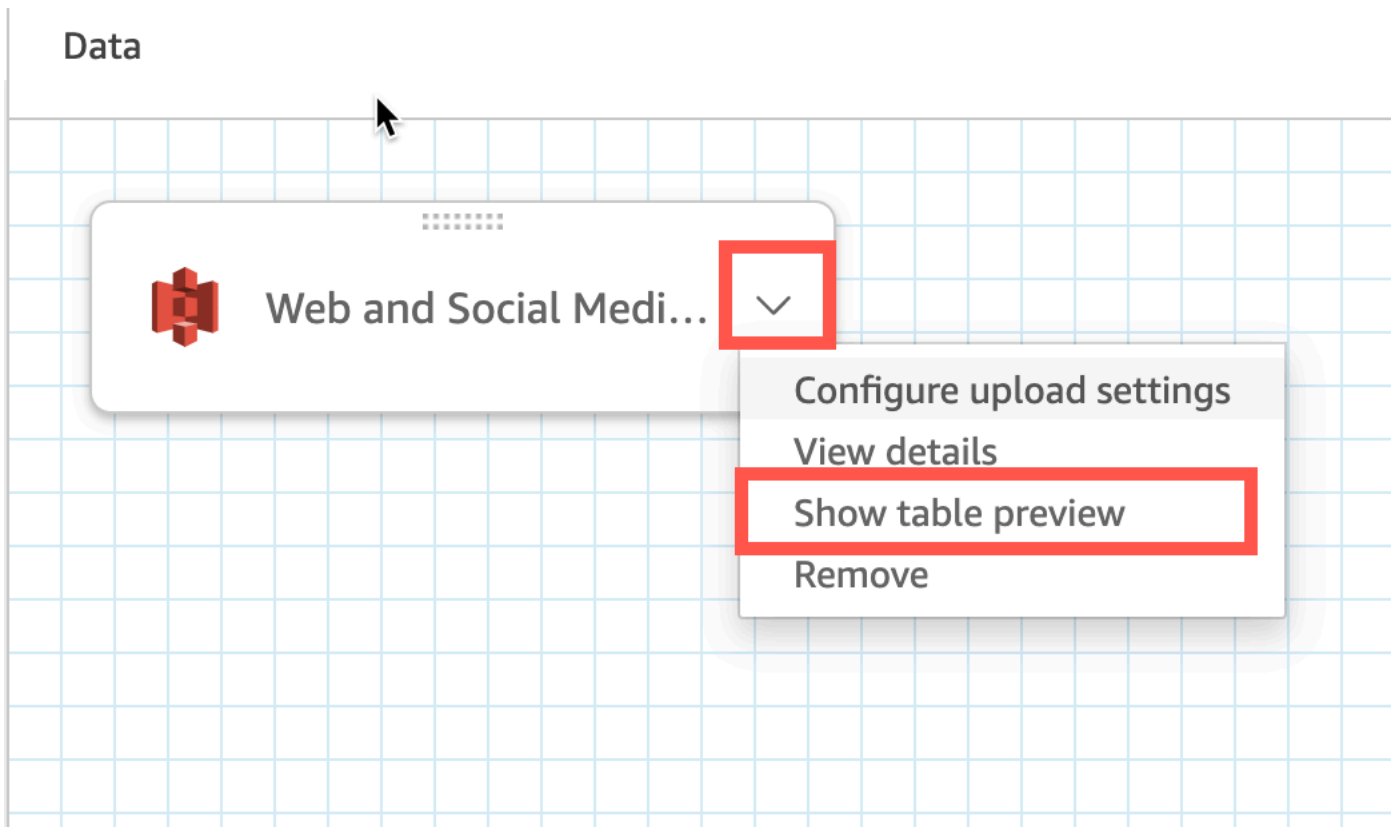 Data
Web and Social Medi...
Configure upload settings
View details
Show table preview
Remove